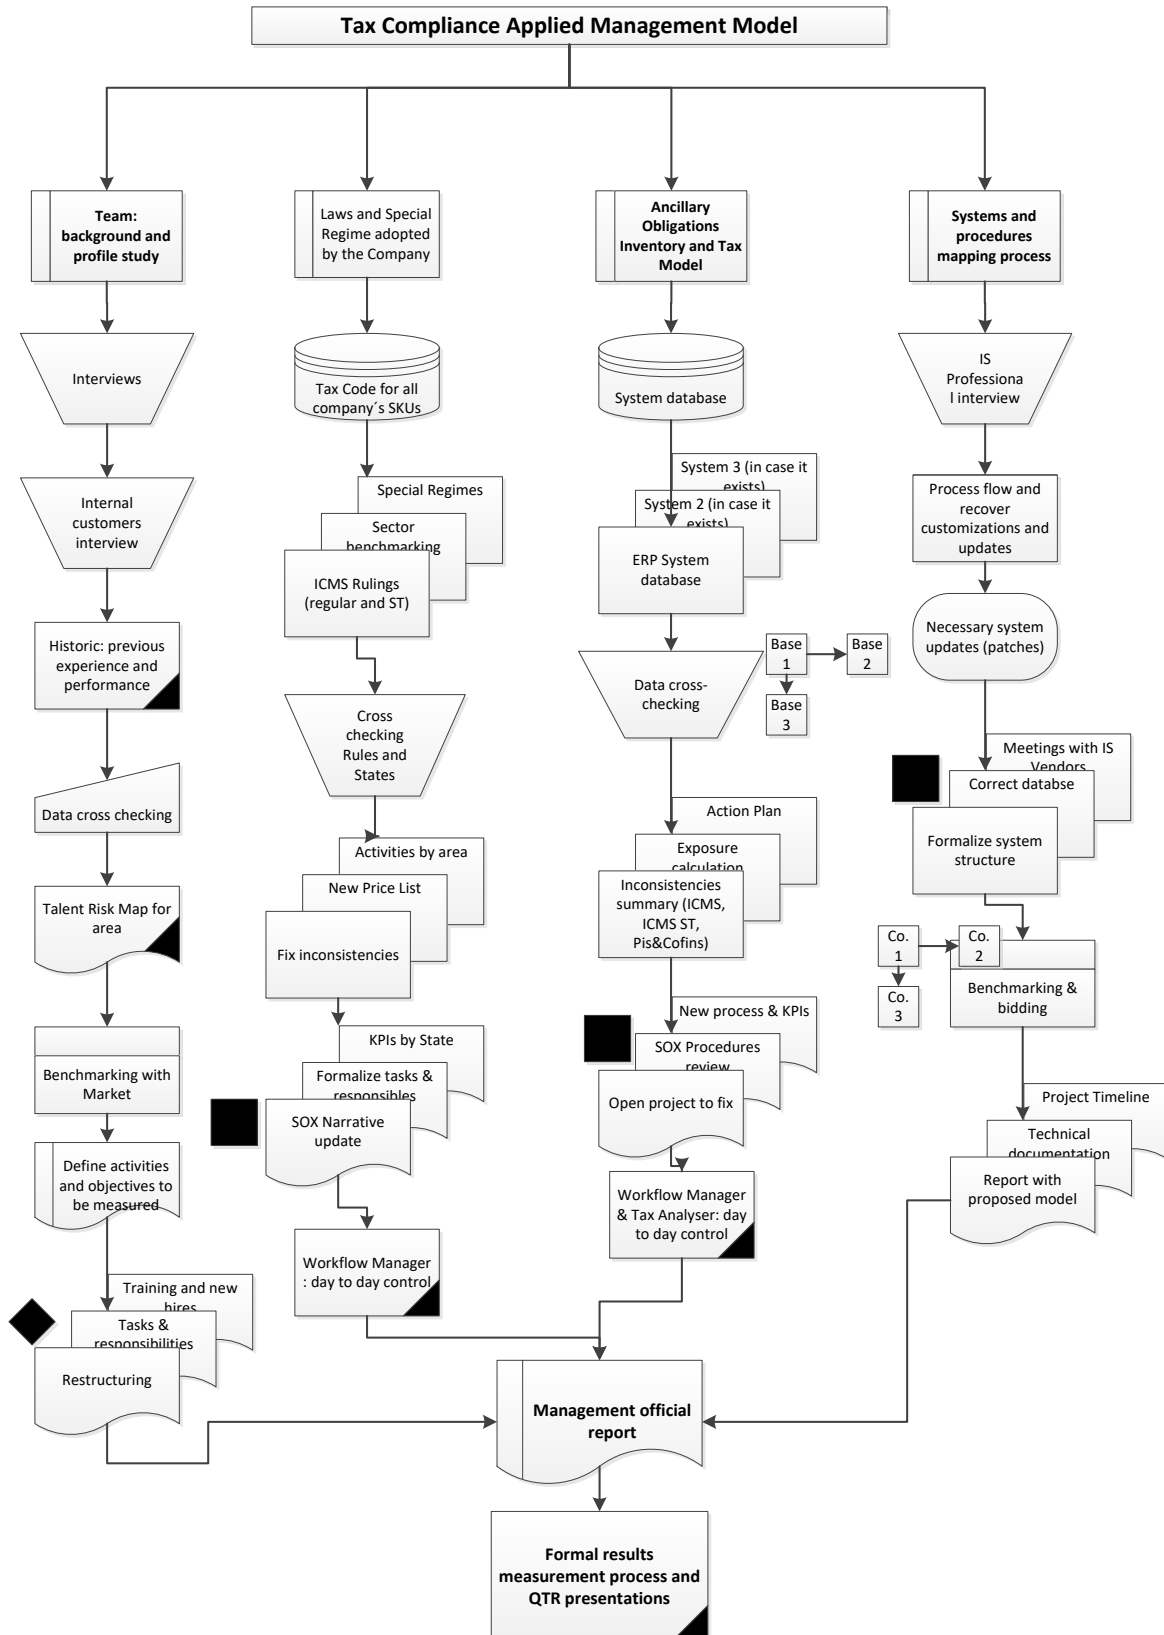 Tax Compliance Applied Management Model
Team:
background and
profile study
Interviews
Internal
customers
interview
Historic: previous
experience and
performance
Data cross checking
Talent Risk Map for
area
Benchmarking with
Market
Define activities
and objectives to
be measured
Training and new
hires
Tasks &
responsibilities
Restructuring
Laws and Special
Regime adopted
by the Company
Tax Code for all
company´s SKUs
Special Regimes
Sector
benchmarking
ICMS Rulings
(regular and ST)
Cross
checking
Rules and
States
Activities by area
New Price List
Fix inconsistencies
KPIs by State
Formalize tasks &
responsibles
SOX Narrative
update
Workflow Manager
: day to day control
Ancillary
Obligations
Inventory and Tax
Model
System database
System 3 (in case it
exists)
System 2 (in case it
exists)
ERP System
database
Data cross-
checking
Base
1
Base
2
Base
3
Action Plan
Exposure
calculation
Inconsistencies
summary (ICMS,
ICMS ST,
Pis&Cofins)
New process & KPIs
SOX Procedures
review
Open project to fix
Workflow Manager
& Tax Analyser: day
to day control
Systems and
procedures
mapping process
IS
Professiona
l interview
Process flow and
recover
customizations and
updates
Necessary system
updates (patches)
Meetings with IS
Vendors
Correct databse
Formalize system
structure
Co.
1
Co.
2
Co.
3
Benchmarking &
bidding
Project Timeline
Technical
documentation
Report with
proposed model
Management official
report
Formal results
measurement process and
QTR presentations